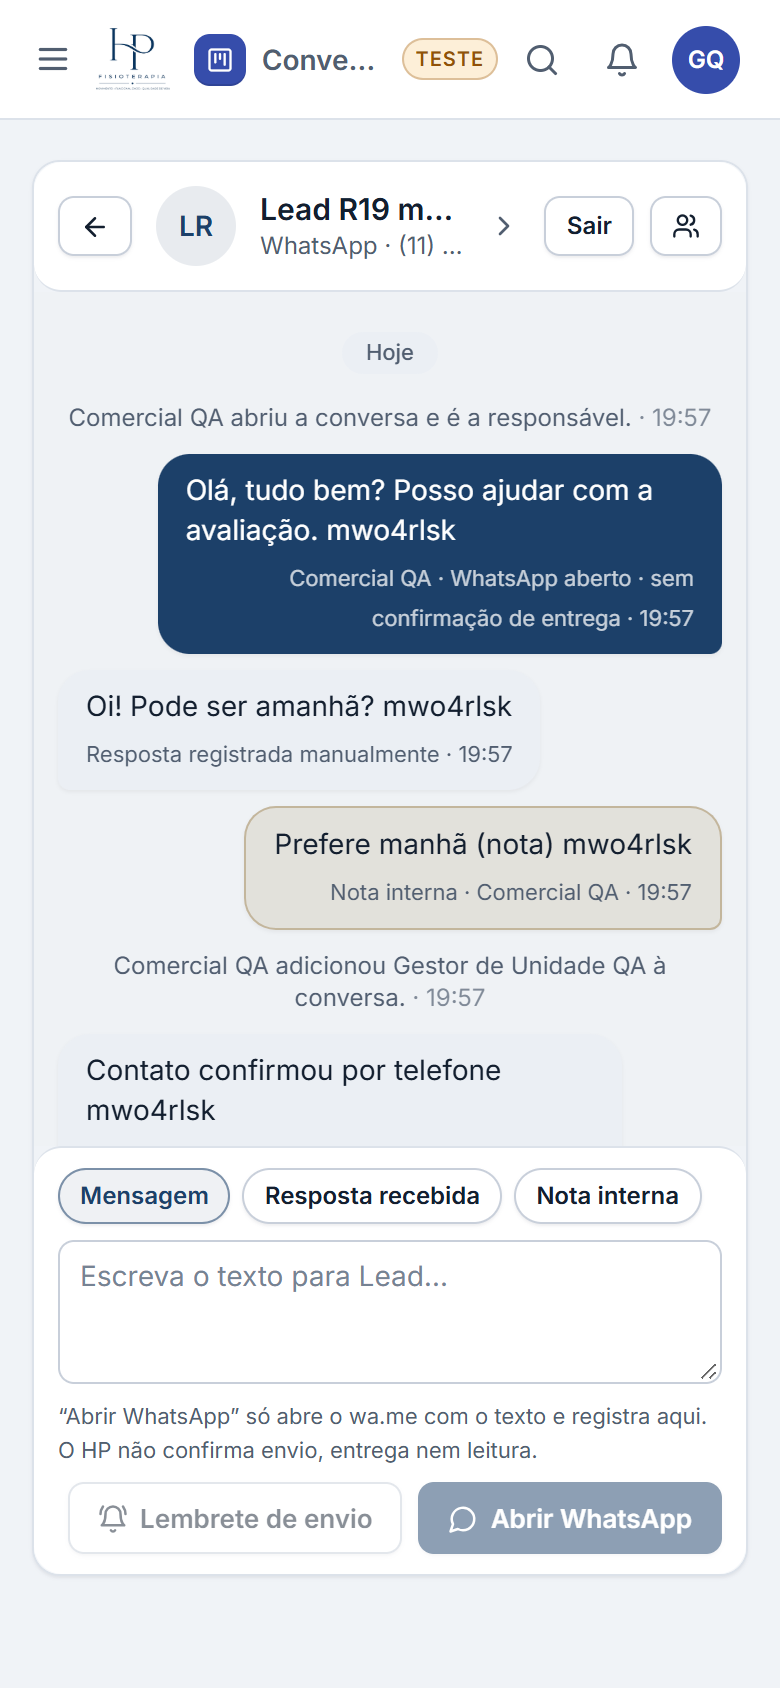 HP
FISIOTERAPIA
Conve...
TESTE
GQ
LR
Lead R19 m...
WhatsApp · (11) ...
Sair
Hoje
Comercial QA abriu a conversa e é a responsável. · 19:57
Olá, tudo bem? Posso ajudar com a
avaliação. mwo4rlsk
Comercial QA · WhatsApp aberto · sem
confirmação de entrega · 19:57
Oi! Pode ser amanhã? mwo4rlsk
Resposta registrada manualmente · 19:57
Prefere manhã (nota) mwo4rlsk
Nota interna · Comercial QA · 19:57
Comercial QA adicionou Gestor de Unidade QA à
conversa. · 19:57
Contato confirmou por telefone
mwo4rlsk
Mensagem
Resposta recebida
Nota interna
Escreva o texto para Lead...
“Abrir WhatsApp” só abre o wa.me com o texto e registra aqui.
O HP não confirma envio, entrega nem leitura.
Lembrete de envio
Abrir WhatsApp